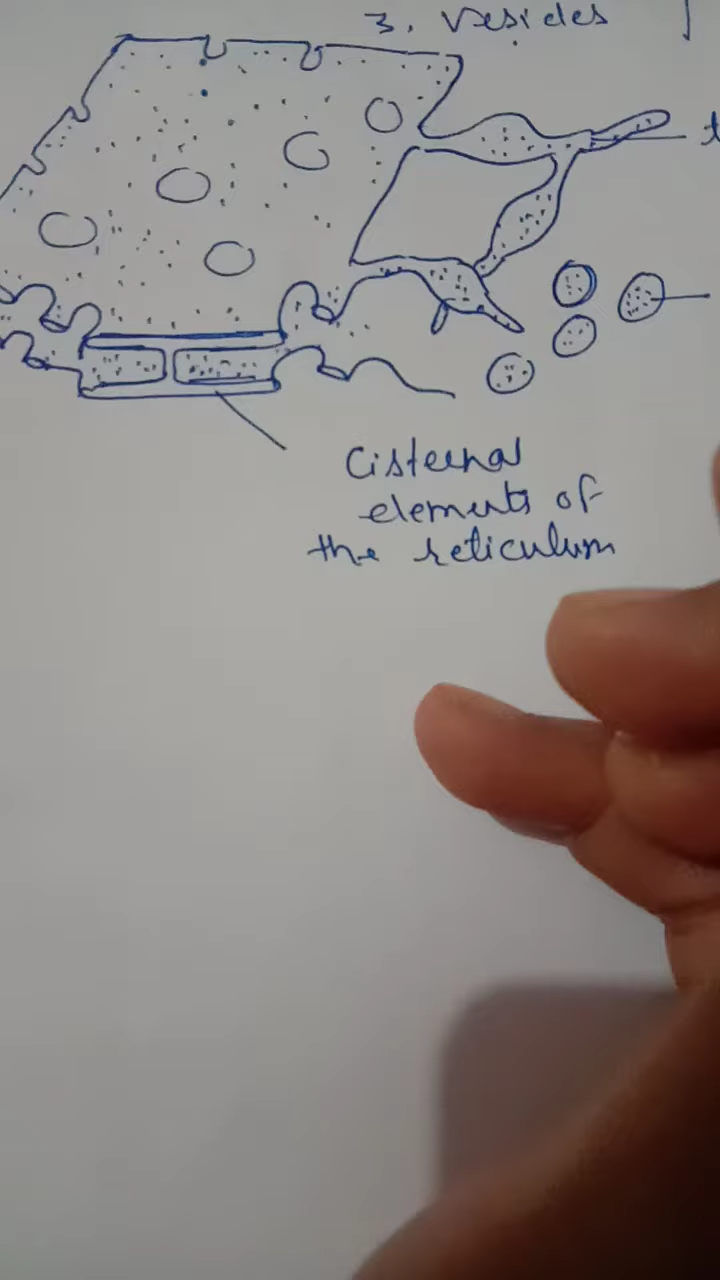 3. Vesicles
Cisternal
elements of
the reticulum